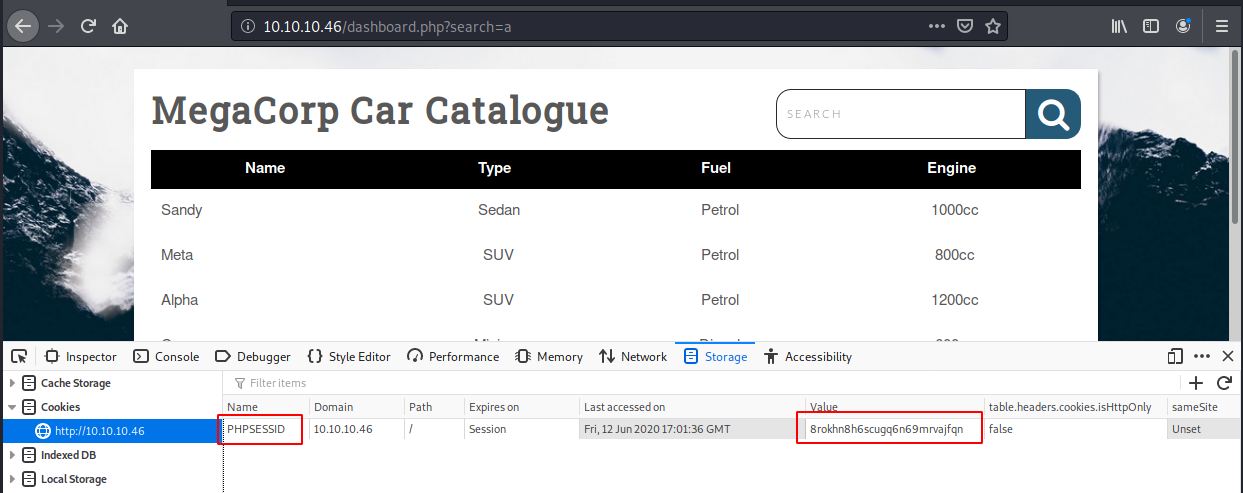 10.10.10.46/dashboard.php?search=a
MegaCorp Car Catalogue
SEARCH
Name Type Fuel Engine
Sandy Sedan Petrol 1000cc
Meta SUV Petrol 800cc
Alpha SUV Petrol 1200cc
Inspector Console Debugger Style Editor Performance Memory Network Storage Accessibility
Cache Storage
Filter items
Cookies
Name Domain Path Expires on Last accessed on Value table.headers.cookies.isHttpOnly sameSite
http://10.10.10.46
PHPSESSID 10.10.10.46 / Session Fri, 12 Jun 2020 17:01:36 GMT 8rokhn8h6scugq6n69mrvajfqn false Unset
Indexed DB
Local Storage